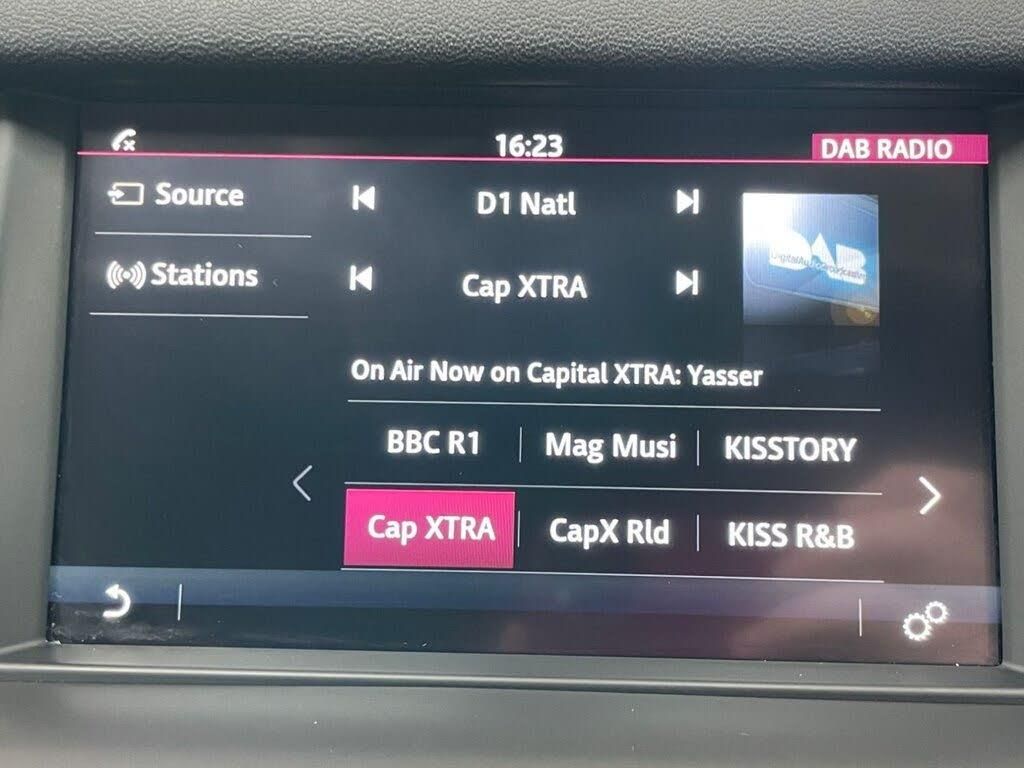 16:23
DAB RADIO
Source
D1 Natl
DAB
Stations
Cap XTRA
On Air Now on Capital XTRA: Yasser
BBC R1
Mag Musi
KISSTORY
Cap XTRA
CapX Rld
KISS R&B